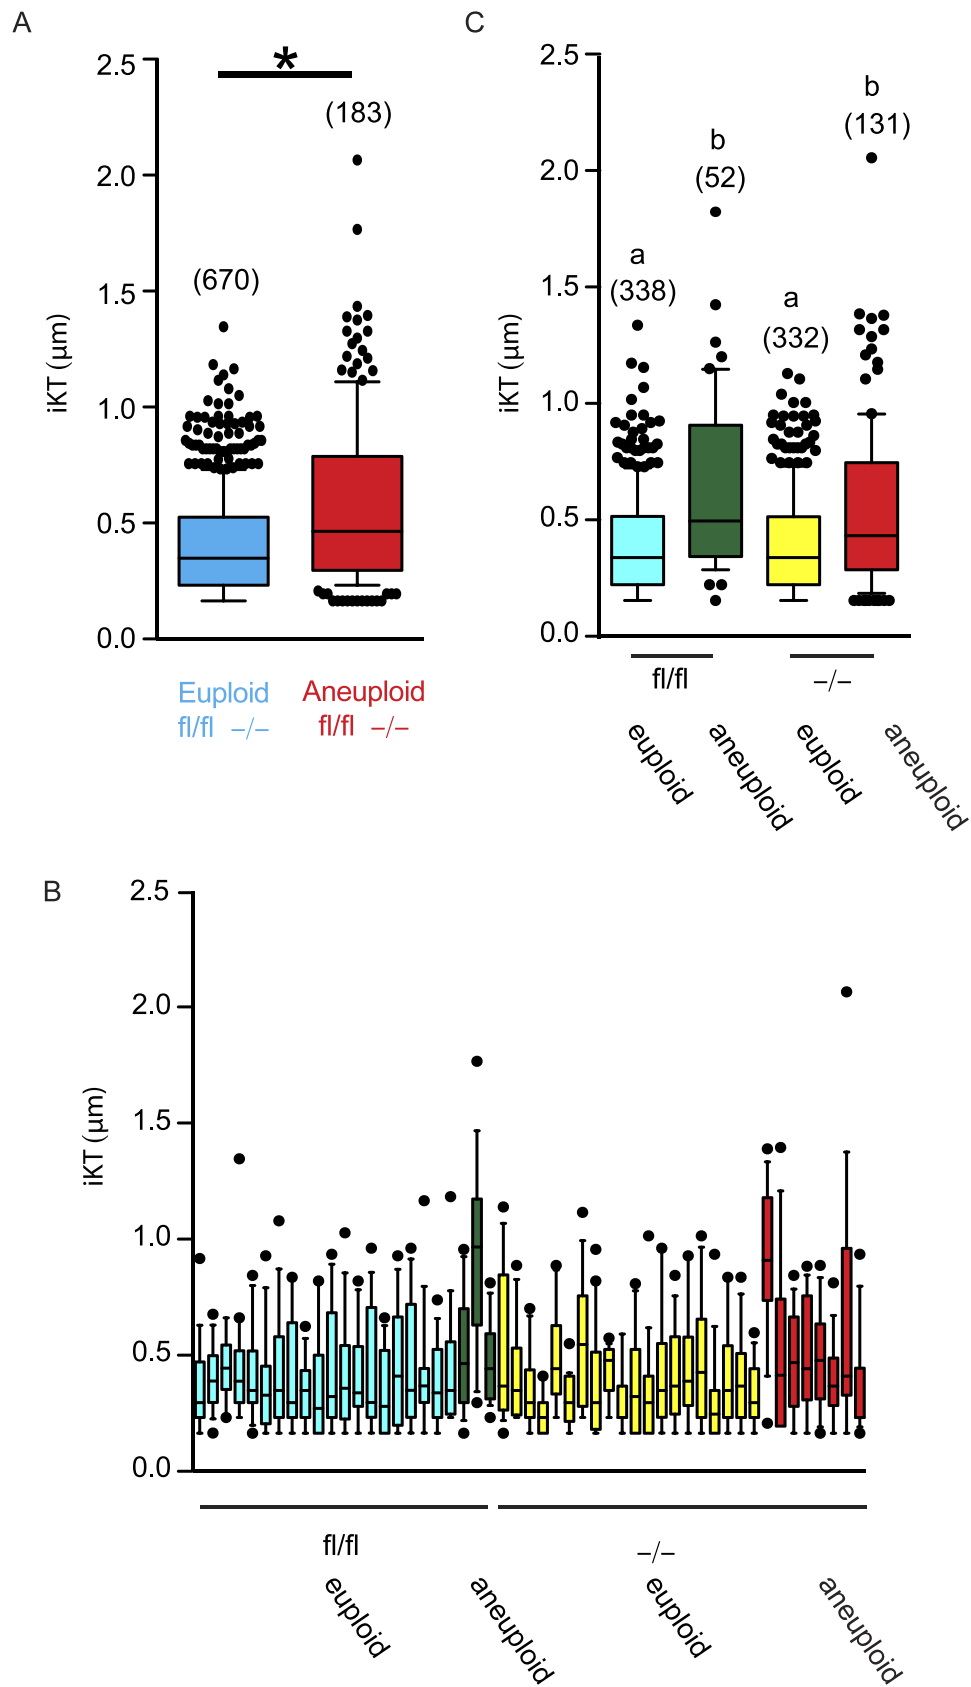 A
2.5
2.0
1.5
1.0
0.5
0.0
iKT (μm)
*
(670)
(183)
Euploid
fl/fl –/–
Aneuploid
fl/fl –/–
C
2.5
2.0
1.5
1.0
0.5
0.0
iKT (μm)
a
(338)
b
(52)
a
(332)
b
(131)
fl/fl
–/–
euploid
aneuploid
euploid
aneuploid
B
2.5
2.0
1.5
1.0
0.5
0.0
iKT (μm)
fl/fl
–/–
euploid
aneuploid
euploid
aneuploid